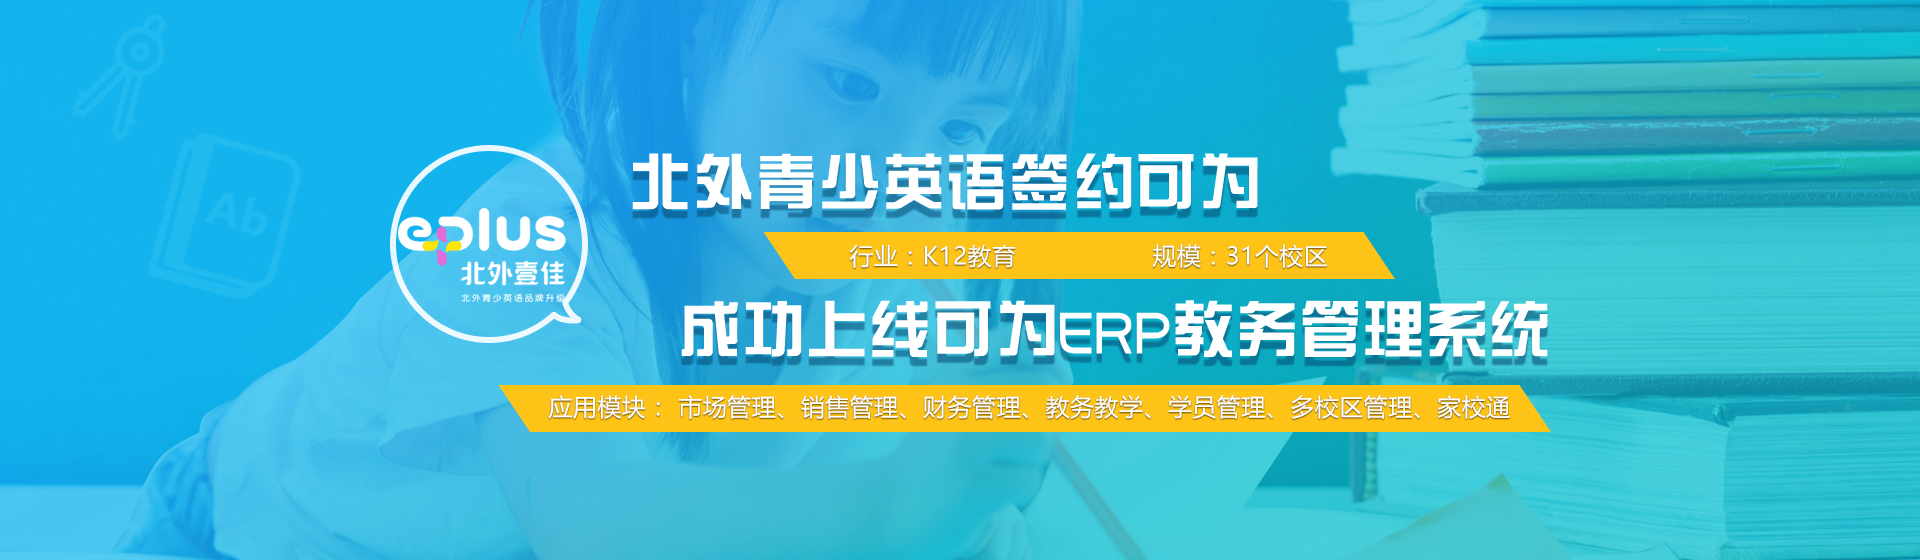 Ab
eplus
北外壹佳
北外青少英语品牌升级
北外青少英语签约可为
行业：K12教育 规模：31个校区
成功上线可为ERP教务管理系统
应用模块： 市场管理、销售管理、财务管理、教务教学、学员管理、多校区管理、家校通